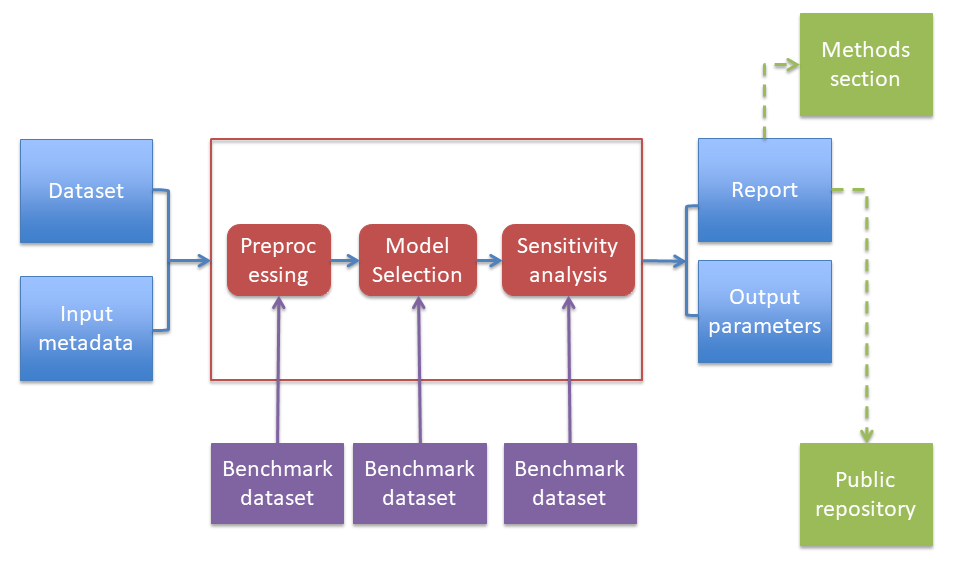 Methods
section
Dataset
Report
Preproc
essing
Model
Selection
Sensitivity
analysis
Input
metadata
Output
parameters
Benchmark
dataset
Benchmark
dataset
Benchmark
dataset
Public
repository